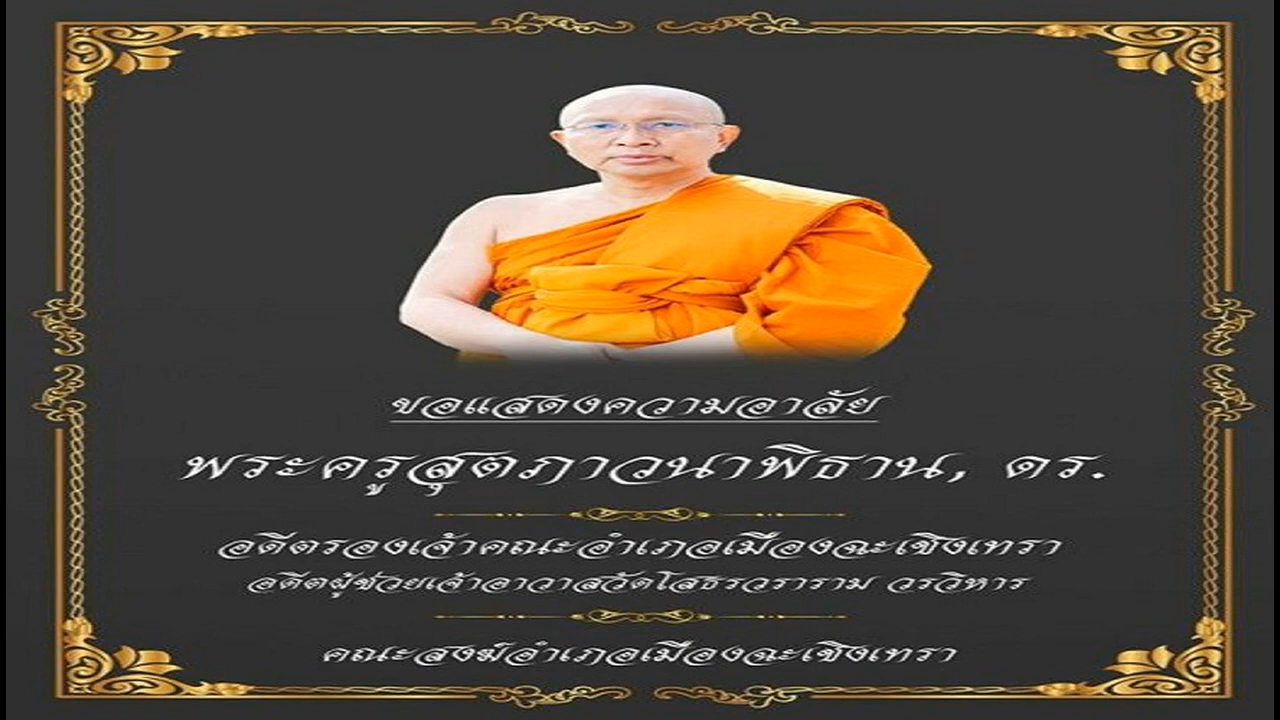 ขอแสดงความอาลัย
พระครูสุตภาวนาพิธาน, ดร.
อดีตรองเจ้าคณะอำเภอเมืองฉะเชิงเทรา
อดีตผู้ช่วยเจ้าอาวาสวัดโสธรวราราม วรวิหาร
คณะสงฆ์อำเภอเมืองฉะเชิงเทรา